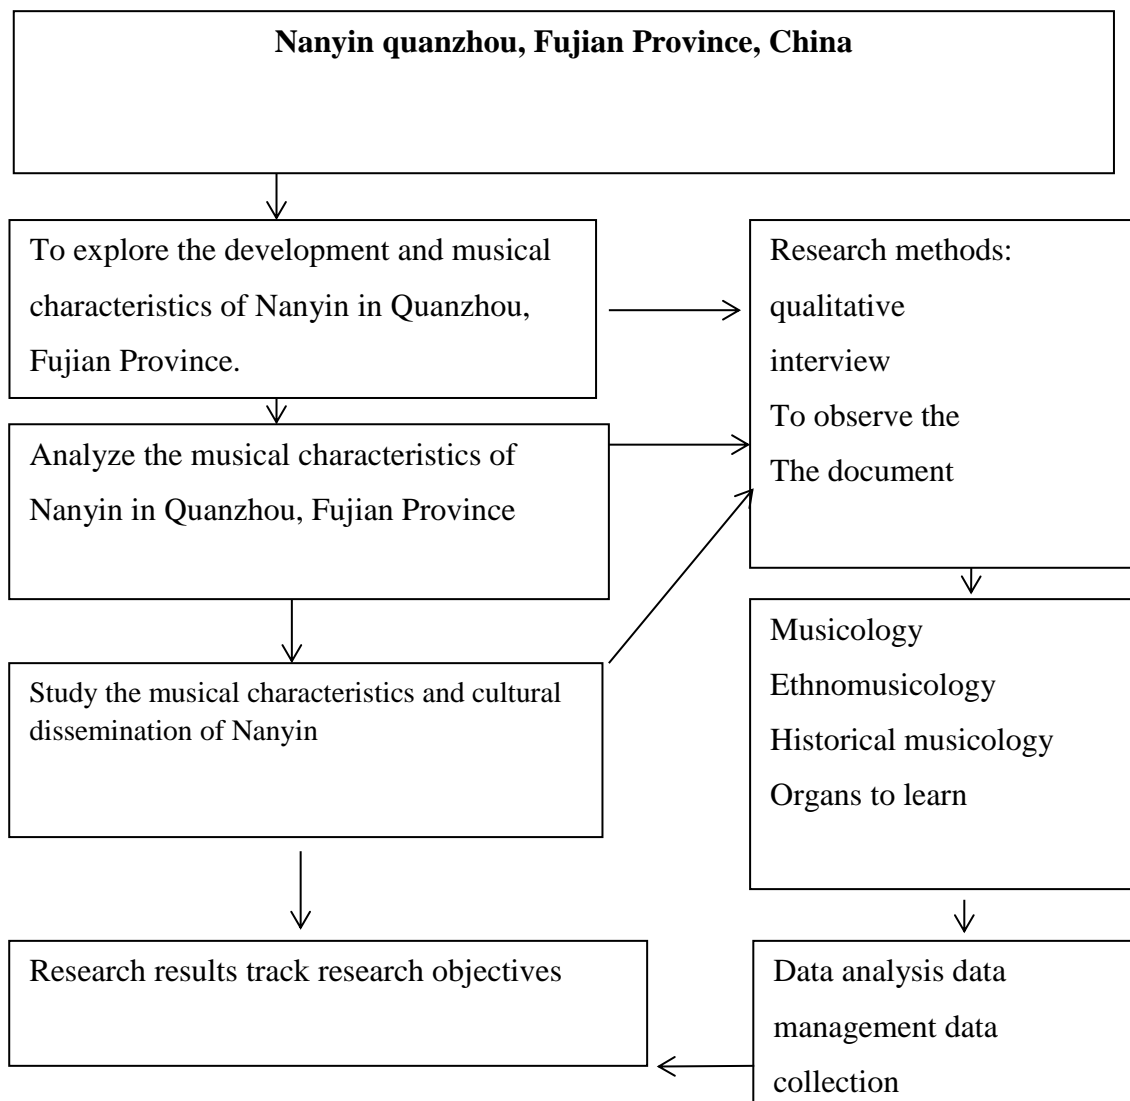 Nanyin quanzhou, Fujian Province, China
To explore the development and musical
characteristics of Nanyin in Quanzhou,
Fujian Province.
Analyze the musical characteristics of
Nanyin in Quanzhou, Fujian Province
Study the musical characteristics and cultural
dissemination of Nanyin
Research results track research objectives
Research methods:
qualitative
interview
To observe the
The document
Musicology
Ethnomusicology
Historical musicology
Organs to learn
Data analysis data
management data
collection